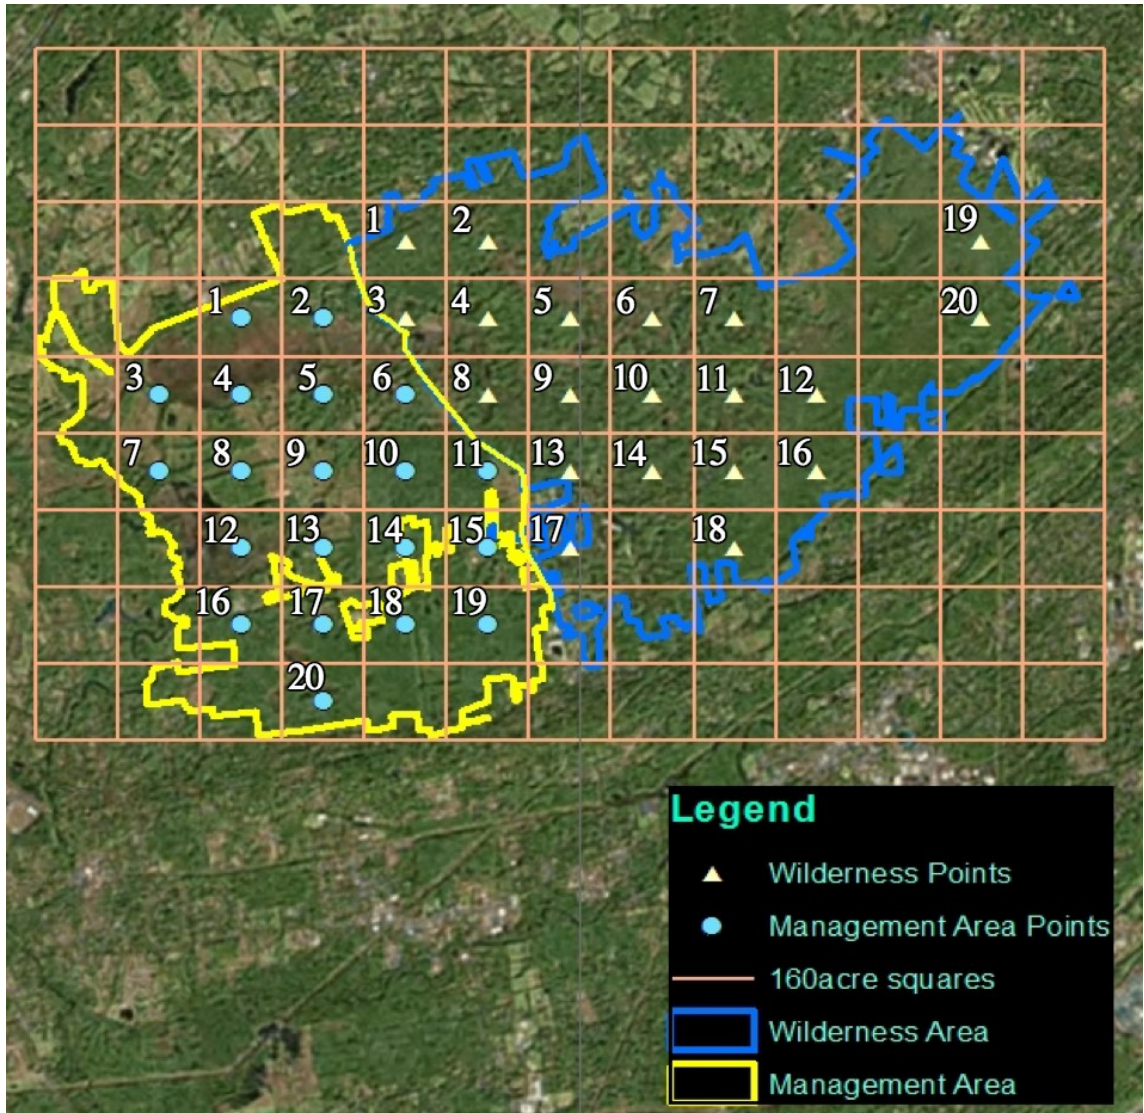 1 2 19
1 2 3 4 5 6 7 20
3 4 5 6 8 9 10 11 12
7 8 9 10 11 13 14 15 16
12 13 14 15 17 18
16 17 18 19
20
Legend
Wilderness Points
Management Area Points
160acre squares
Wilderness Area
Management Area